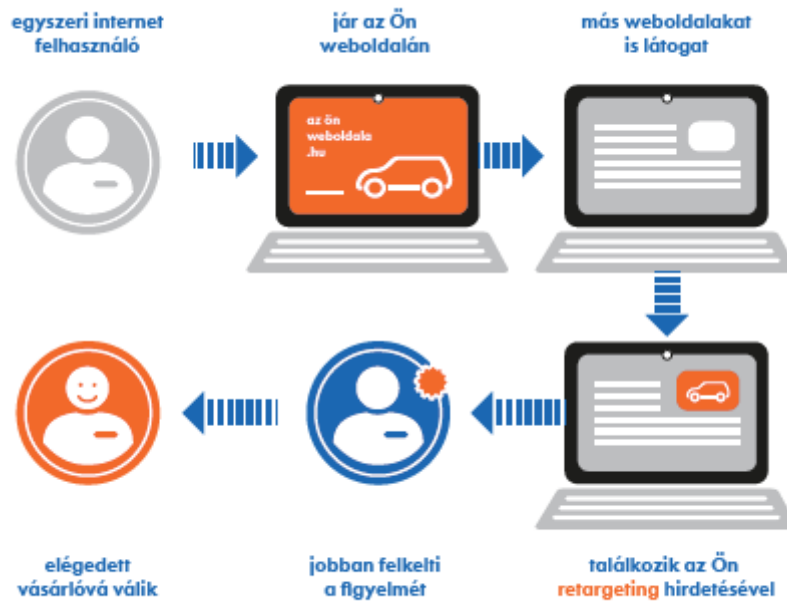 egyszeri internet
felhasználó
jár az Ön
weboldalán
más weboldalakat
is látogat
az ön
weboldala
.hu
találkozik az Ön
retargeting hirdetésével
jobban felkelti
a figyelmét
elégedett
vásárlóvá válik